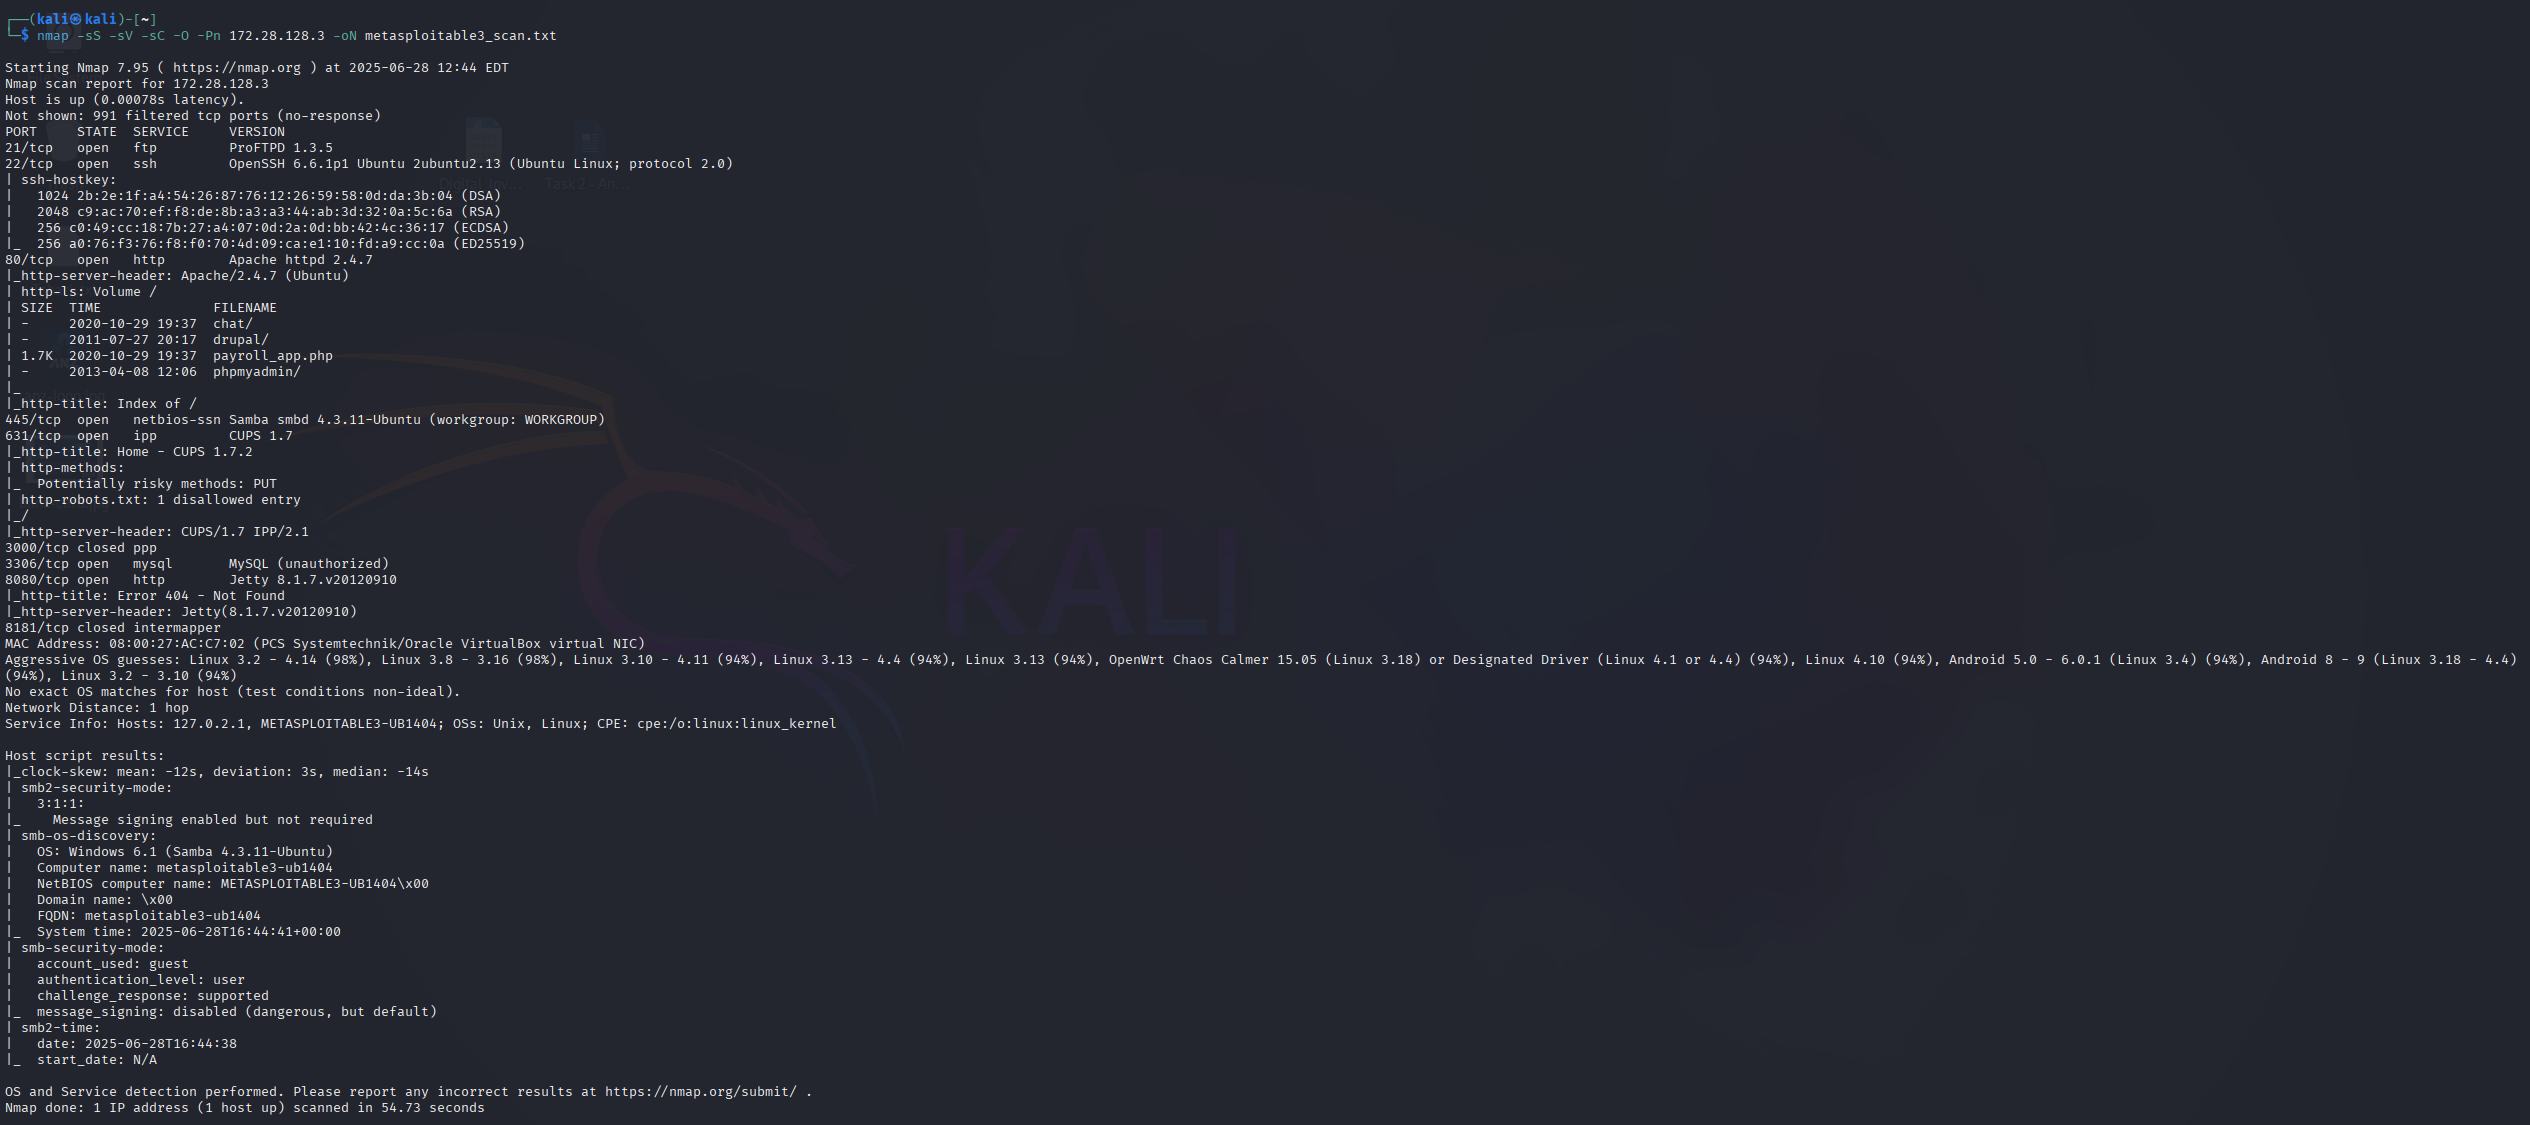 ┌──(kali㉿kali)-[~]
└─$ nmap -sS -sV -sC -O -Pn 172.28.128.3 -oN metasploitable3_scan.txt
Starting Nmap 7.95 ( https://nmap.org ) at 2025-06-28 12:44 EDT
Nmap scan report for 172.28.128.3
Host is up (0.00078s latency).
Not shown: 991 filtered tcp ports (no-response)
PORT     STATE  SERVICE     VERSION
21/tcp   open   ftp         ProFTPD 1.3.5
22/tcp   open   ssh         OpenSSH 6.6.1p1 Ubuntu 2ubuntu2.13 (Ubuntu Linux; protocol 2.0)
| ssh-hostkey:
|   1024 2b:2e:1f:a4:54:26:87:76:12:26:59:58:0d:da:3b:04 (DSA)
|   2048 c9:ac:70:ef:f8:de:8b:a3:a3:44:ab:3d:32:0a:5c:6a (RSA)
|   256 c0:49:cc:18:7b:27:a4:07:0d:2a:0d:bb:42:4c:36:17 (ECDSA)
|_  256 a0:76:f3:76:f8:f0:70:4d:09:ca:e1:10:fd:a9:cc:0a (ED25519)
80/tcp   open   http        Apache httpd 2.4.7
|_http-server-header: Apache/2.4.7 (Ubuntu)
| http-ls: Volume /
| SIZE  TIME              FILENAME
| -     2020-10-29 19:37  chat/
| -     2011-07-27 20:17  drupal/
| 1.7K  2020-10-29 19:37  payroll_app.php
| -     2013-04-08 12:06  phpmyadmin/
|_
|_http-title: Index of /
445/tcp  open   netbios-ssn Samba smbd 4.3.11-Ubuntu (workgroup: WORKGROUP)
631/tcp  open   ipp         CUPS 1.7
|_http-title: Home - CUPS 1.7.2
| http-methods:
|_  Potentially risky methods: PUT
| http-robots.txt: 1 disallowed entry
|_/
|_http-server-header: CUPS/1.7 IPP/2.1
3000/tcp closed ppp
3306/tcp open   mysql       MySQL (unauthorized)
8080/tcp open   http        Jetty 8.1.7.v20120910
|_http-title: Error 404 - Not Found
|_http-server-header: Jetty(8.1.7.v20120910)
8181/tcp closed intermapper
MAC Address: 08:00:27:AC:C7:02 (PCS Systemtechnik/Oracle VirtualBox virtual NIC)
Aggressive OS guesses: Linux 3.2 - 4.14 (98%), Linux 3.8 - 3.16 (98%), Linux 3.10 - 4.11 (94%), Linux 3.13 - 4.4 (94%), Linux 3.13 (94%), OpenWrt Chaos Calmer 15.05 (Linux 3.18) or Designated Driver (Linux 4.1 or 4.4) (94%), Linux 4.10 (94%), Android 5.0 - 6.0.1 (Linux 3.4) (94%), Android 8 - 9 (Linux 3.18 - 4.4)
(94%), Linux 3.2 - 3.10 (94%)
No exact OS matches for host (test conditions non-ideal).
Network Distance: 1 hop
Service Info: Hosts: 127.0.2.1, METASPLOITABLE3-UB1404; OSs: Unix, Linux; CPE: cpe:/o:linux:linux_kernel
Host script results:
|_clock-skew: mean: -12s, deviation: 3s, median: -14s
| smb2-security-mode:
|   3:1:1:
|_    Message signing enabled but not required
| smb-os-discovery:
|   OS: Windows 6.1 (Samba 4.3.11-Ubuntu)
|   Computer name: metasploitable3-ub1404
|   NetBIOS computer name: METASPLOITABLE3-UB1404\x00
|   Domain name: \x00
|   FQDN: metasploitable3-ub1404
|_  System time: 2025-06-28T16:44:41+00:00
| smb-security-mode:
|   account_used: guest
|   authentication_level: user
|   challenge_response: supported
|_  message_signing: disabled (dangerous, but default)
| smb2-time:
|   date: 2025-06-28T16:44:38
|_  start_date: N/A
OS and Service detection performed. Please report any incorrect results at https://nmap.org/submit/ .
Nmap done: 1 IP address (1 host up) scanned in 54.73 seconds
KALI